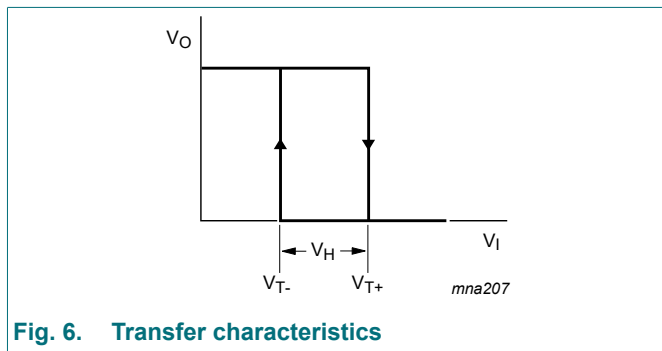 VO
VH
VI
VT-
VT+
mna207
Fig. 6. Transfer characteristics